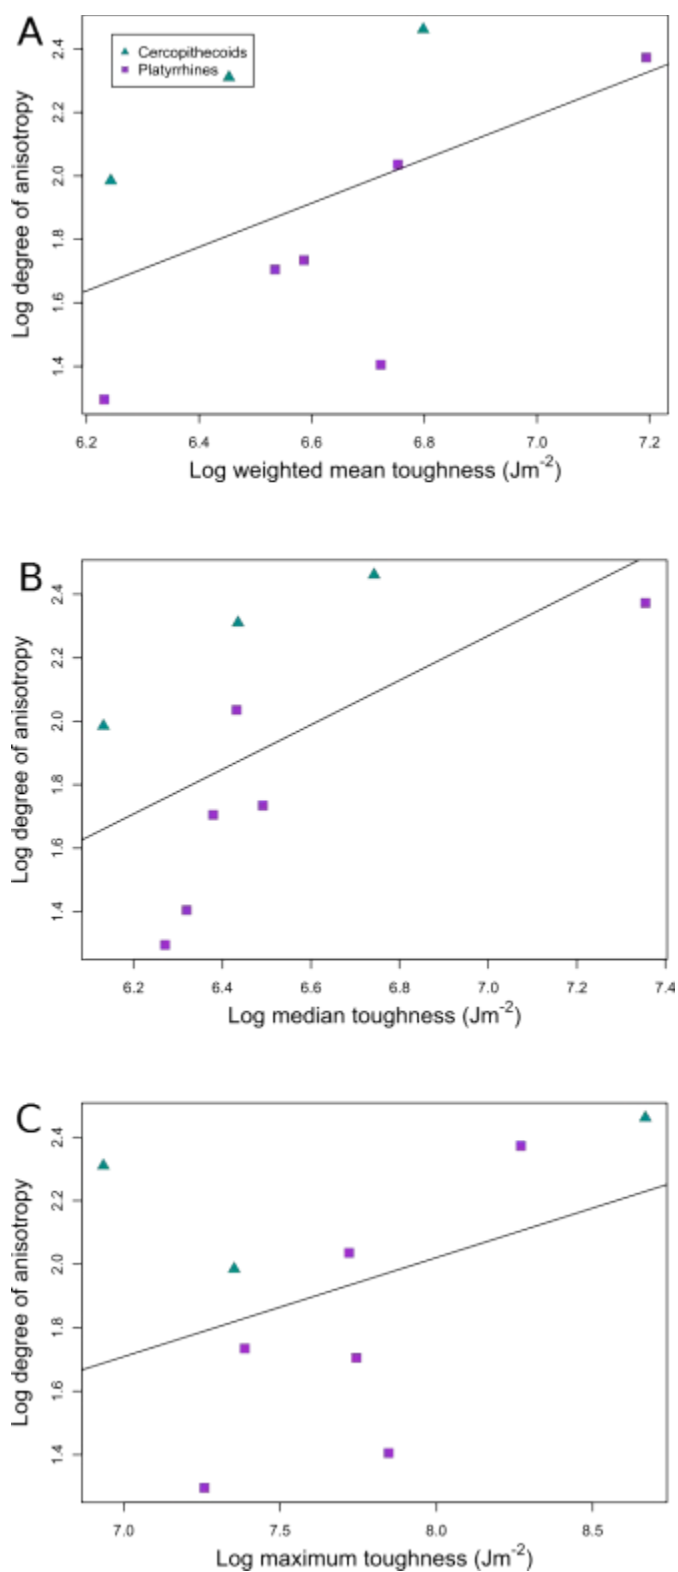 A
Cercopithecoids
Platyrrhines
Log degree of anisotropy
2.4
2.2
2.0
1.8
1.6
1.4
6.2 6.4 6.6 6.8 7.0 7.2
Log weighted mean toughness (Jm⁻²)
B
Log degree of anisotropy
2.4
2.2
2.0
1.8
1.6
1.4
6.2 6.4 6.6 6.8 7.0 7.2 7.4
Log median toughness (Jm⁻²)
C
Log degree of anisotropy
2.4
2.2
2.0
1.8
1.6
1.4
7.0 7.5 8.0 8.5
Log maximum toughness (Jm⁻²)